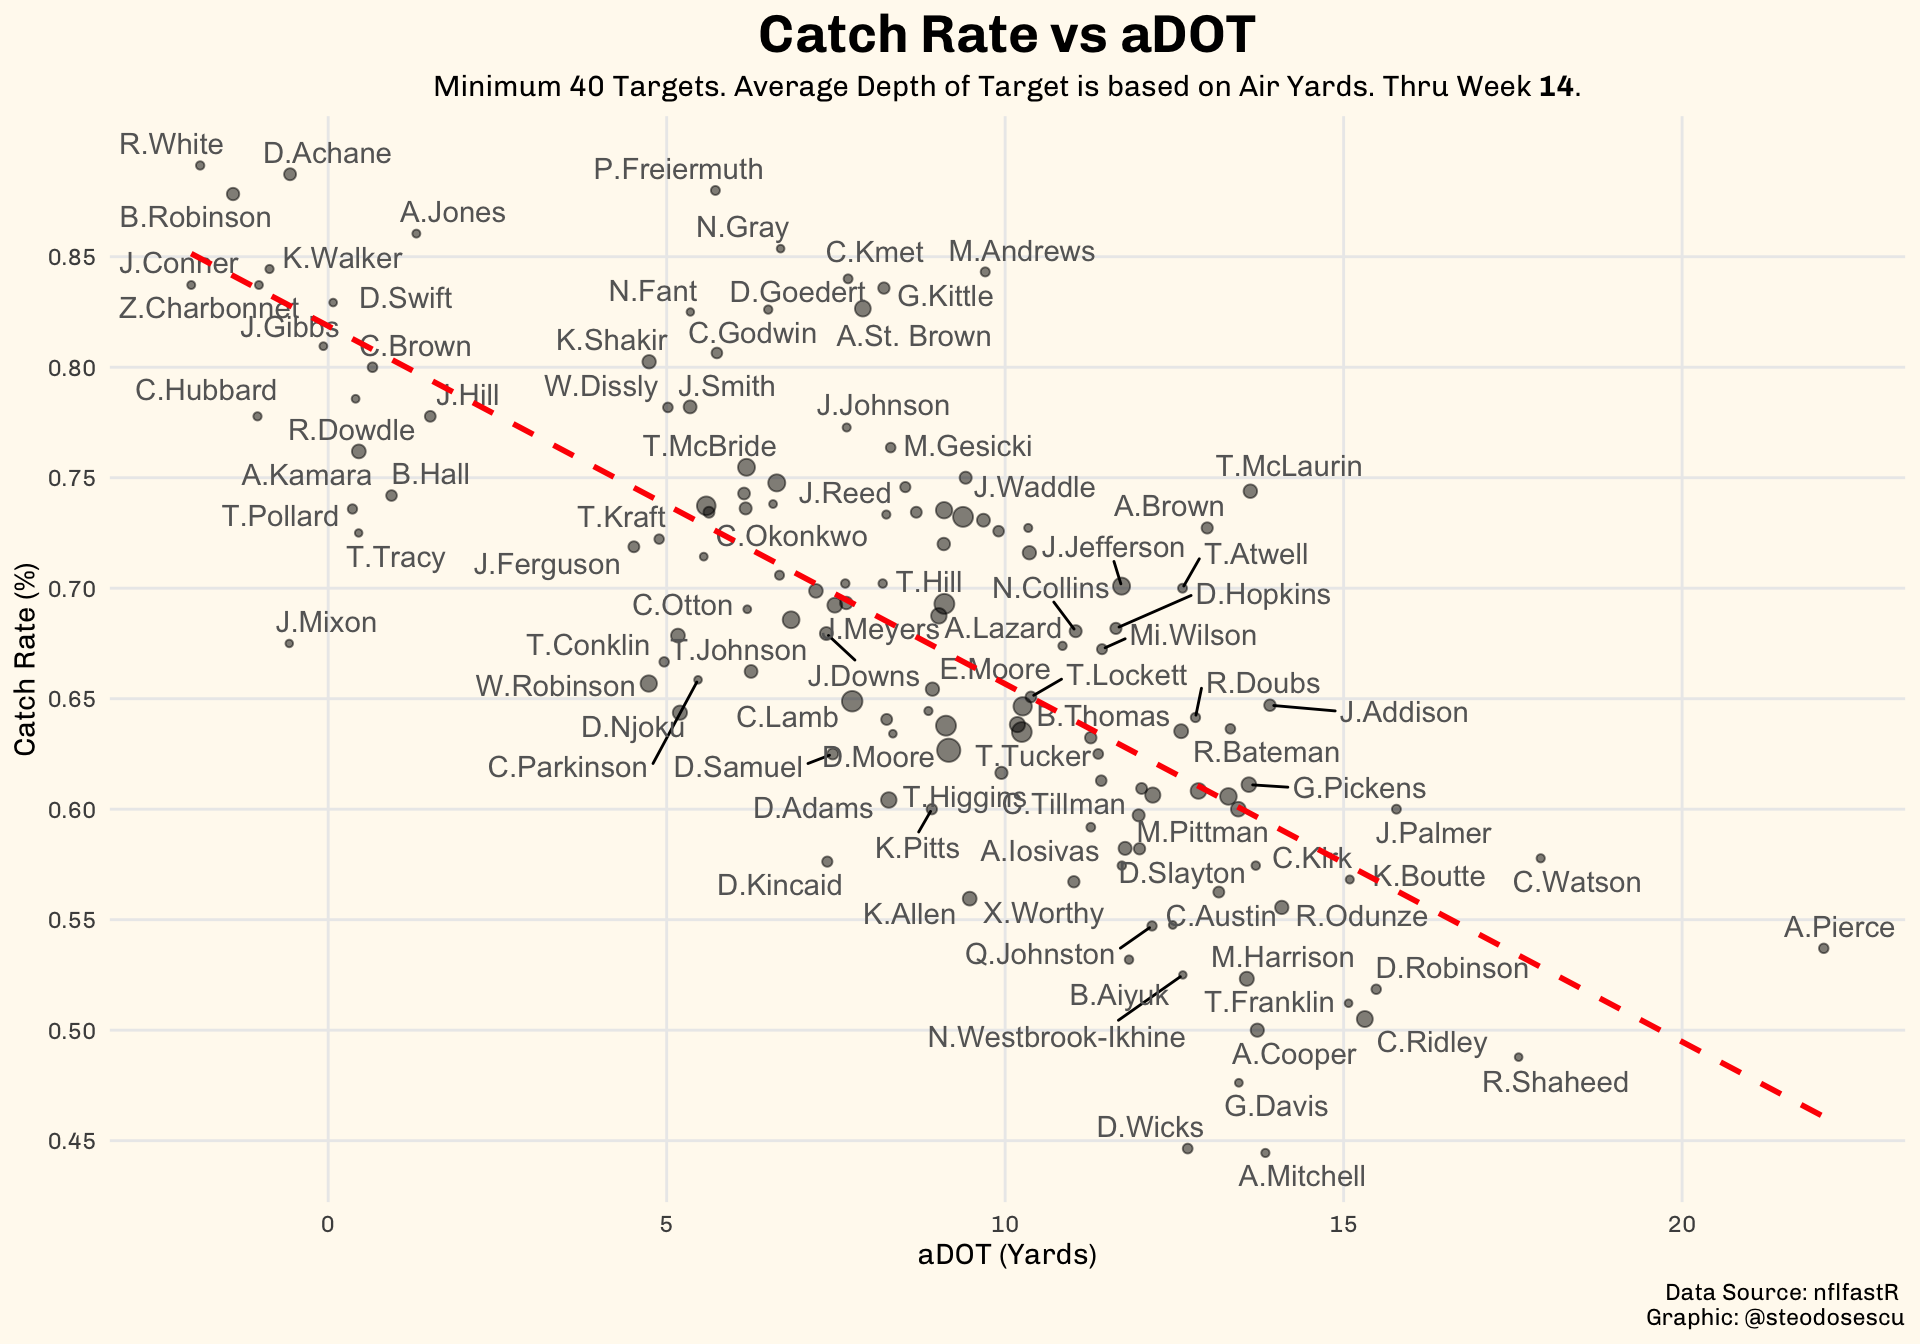 Catch Rate vs aDOT
Minimum 40 Targets. Average Depth of Target is based on Air Yards. Thru Week 14.
R.White
D.Achane
P.Freiermuth
B.Robinson
A.Jones
N.Gray
C.Kmet
M.Andrews
J.Conner
K.Walker
0.85
N.Fant
D.Goedert
G.Kittle
Z.Charbonnet
D.Swift
J.Gibbs
K.Shakir
C.Godwin
A.St. Brown
C.Brown
0.80
C.Hubbard
J.Hill
W.Dissly
J.Smith
J.Johnson
R.Dowdle
T.McBride
M.Gesicki
T.McLaurin
A.Kamara
B.Hall
0.75
J.Reed
J.Waddle
A.Brown
T.Pollard
T.Kraft
C.Okonkwo
J.Jefferson
T.Atwell
T.Tracy
J.Ferguson
0.70
T.Hill
N.Collins
D.Hopkins
C.Otton
J.Mixon
J.Meyers
A.Lazard
Mi.Wilson
T.Conklin
T.Johnson
J.Downs
E.Moore
T.Lockett
R.Doubs
W.Robinson
0.65
J.Addison
D.Njoku
C.Lamb
B.Thomas
C.Parkinson
D.Samuel
D.Moore
T.Tucker
R.Bateman
G.Pickens
D.Adams
T.Higgins
C.Tillman
0.60
K.Pitts
M.Pittman
J.Palmer
A.Iosivas
C.Kirk
D.Kincaid
D.Slayton
K.Boutte
C.Watson
K.Allen
X.Worthy
C.Austin
R.Odunze
0.55
A.Pierce
Q.Johnston
M.Harrison
D.Robinson
B.Aiyuk
T.Franklin
N.Westbrook-Ikhine
0.50
A.Cooper
C.Ridley
R.Shaheed
G.Davis
D.Wicks
0.45
A.Mitchell
Catch Rate (%)
0
5
10
15
20
aDOT (Yards)
Data Source: nflfastR
Graphic: @steodosescu